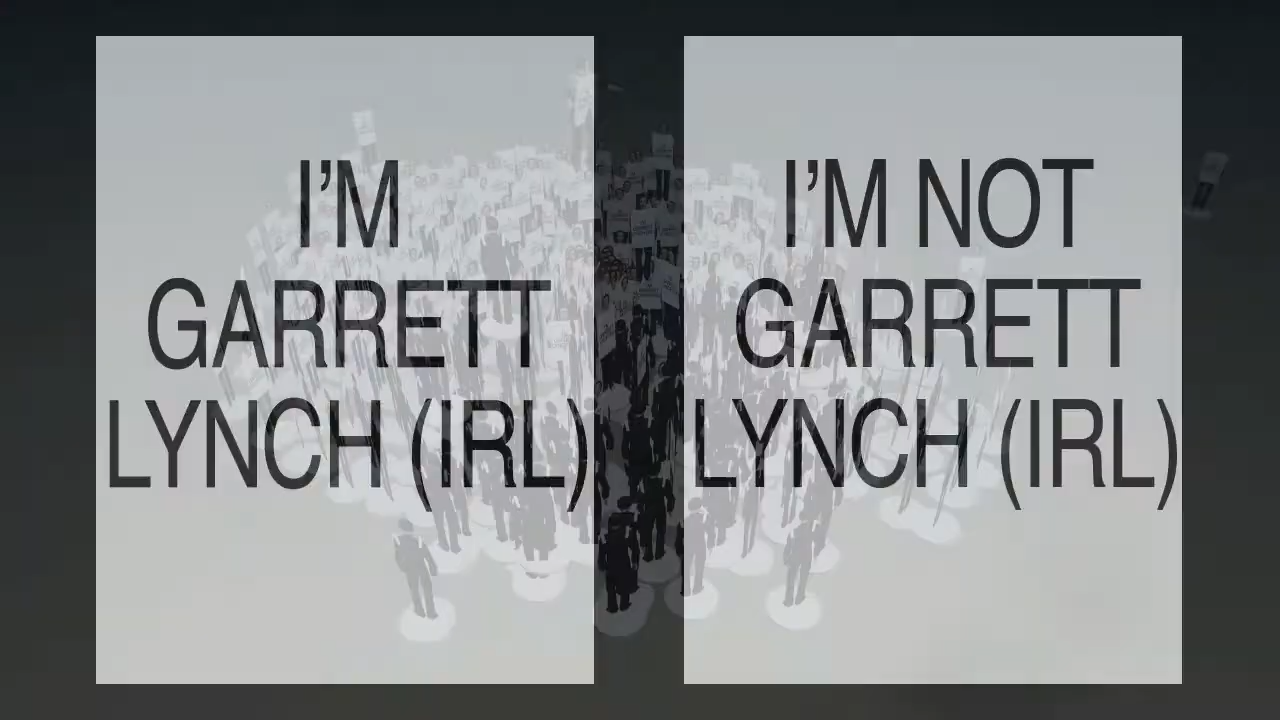 I'M
GARRETT
LYNCH (IRL)
I'M NOT
GARRETT
LYNCH (IRL)